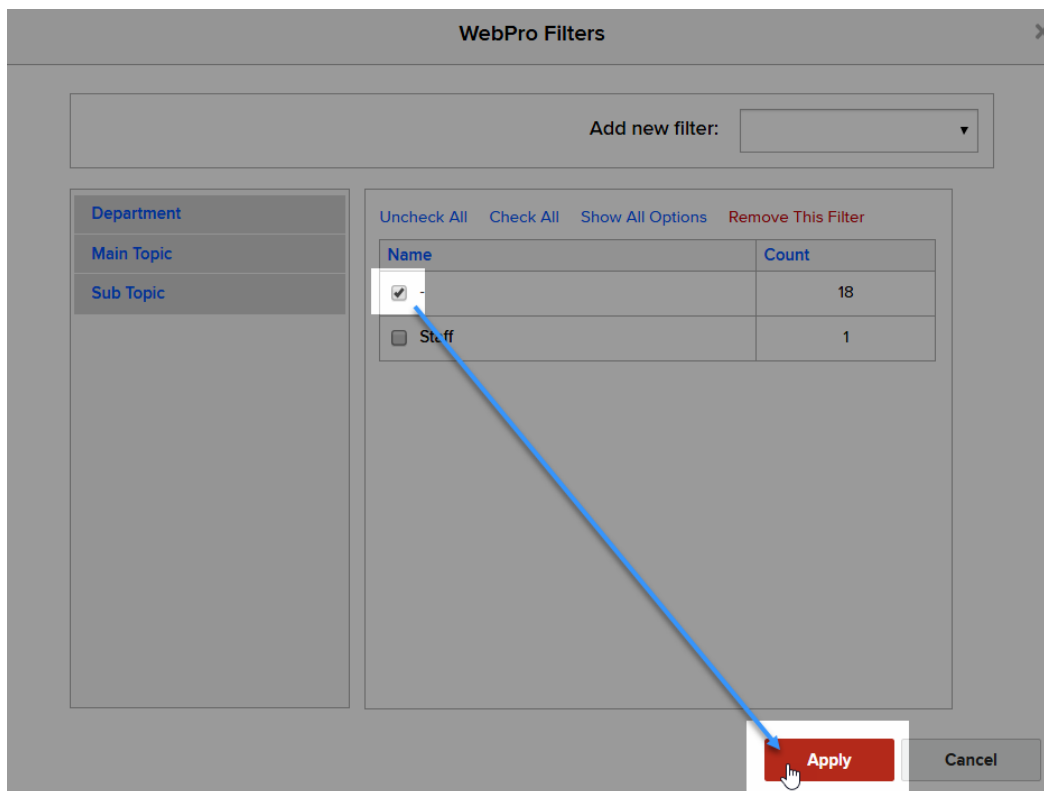 WebPro Filters
Add new filter:
Department
Main Topic
Sub Topic
Uncheck All Check All Show All Options Remove This Filter
Name Count
- 18
Staff 1
Apply Cancel